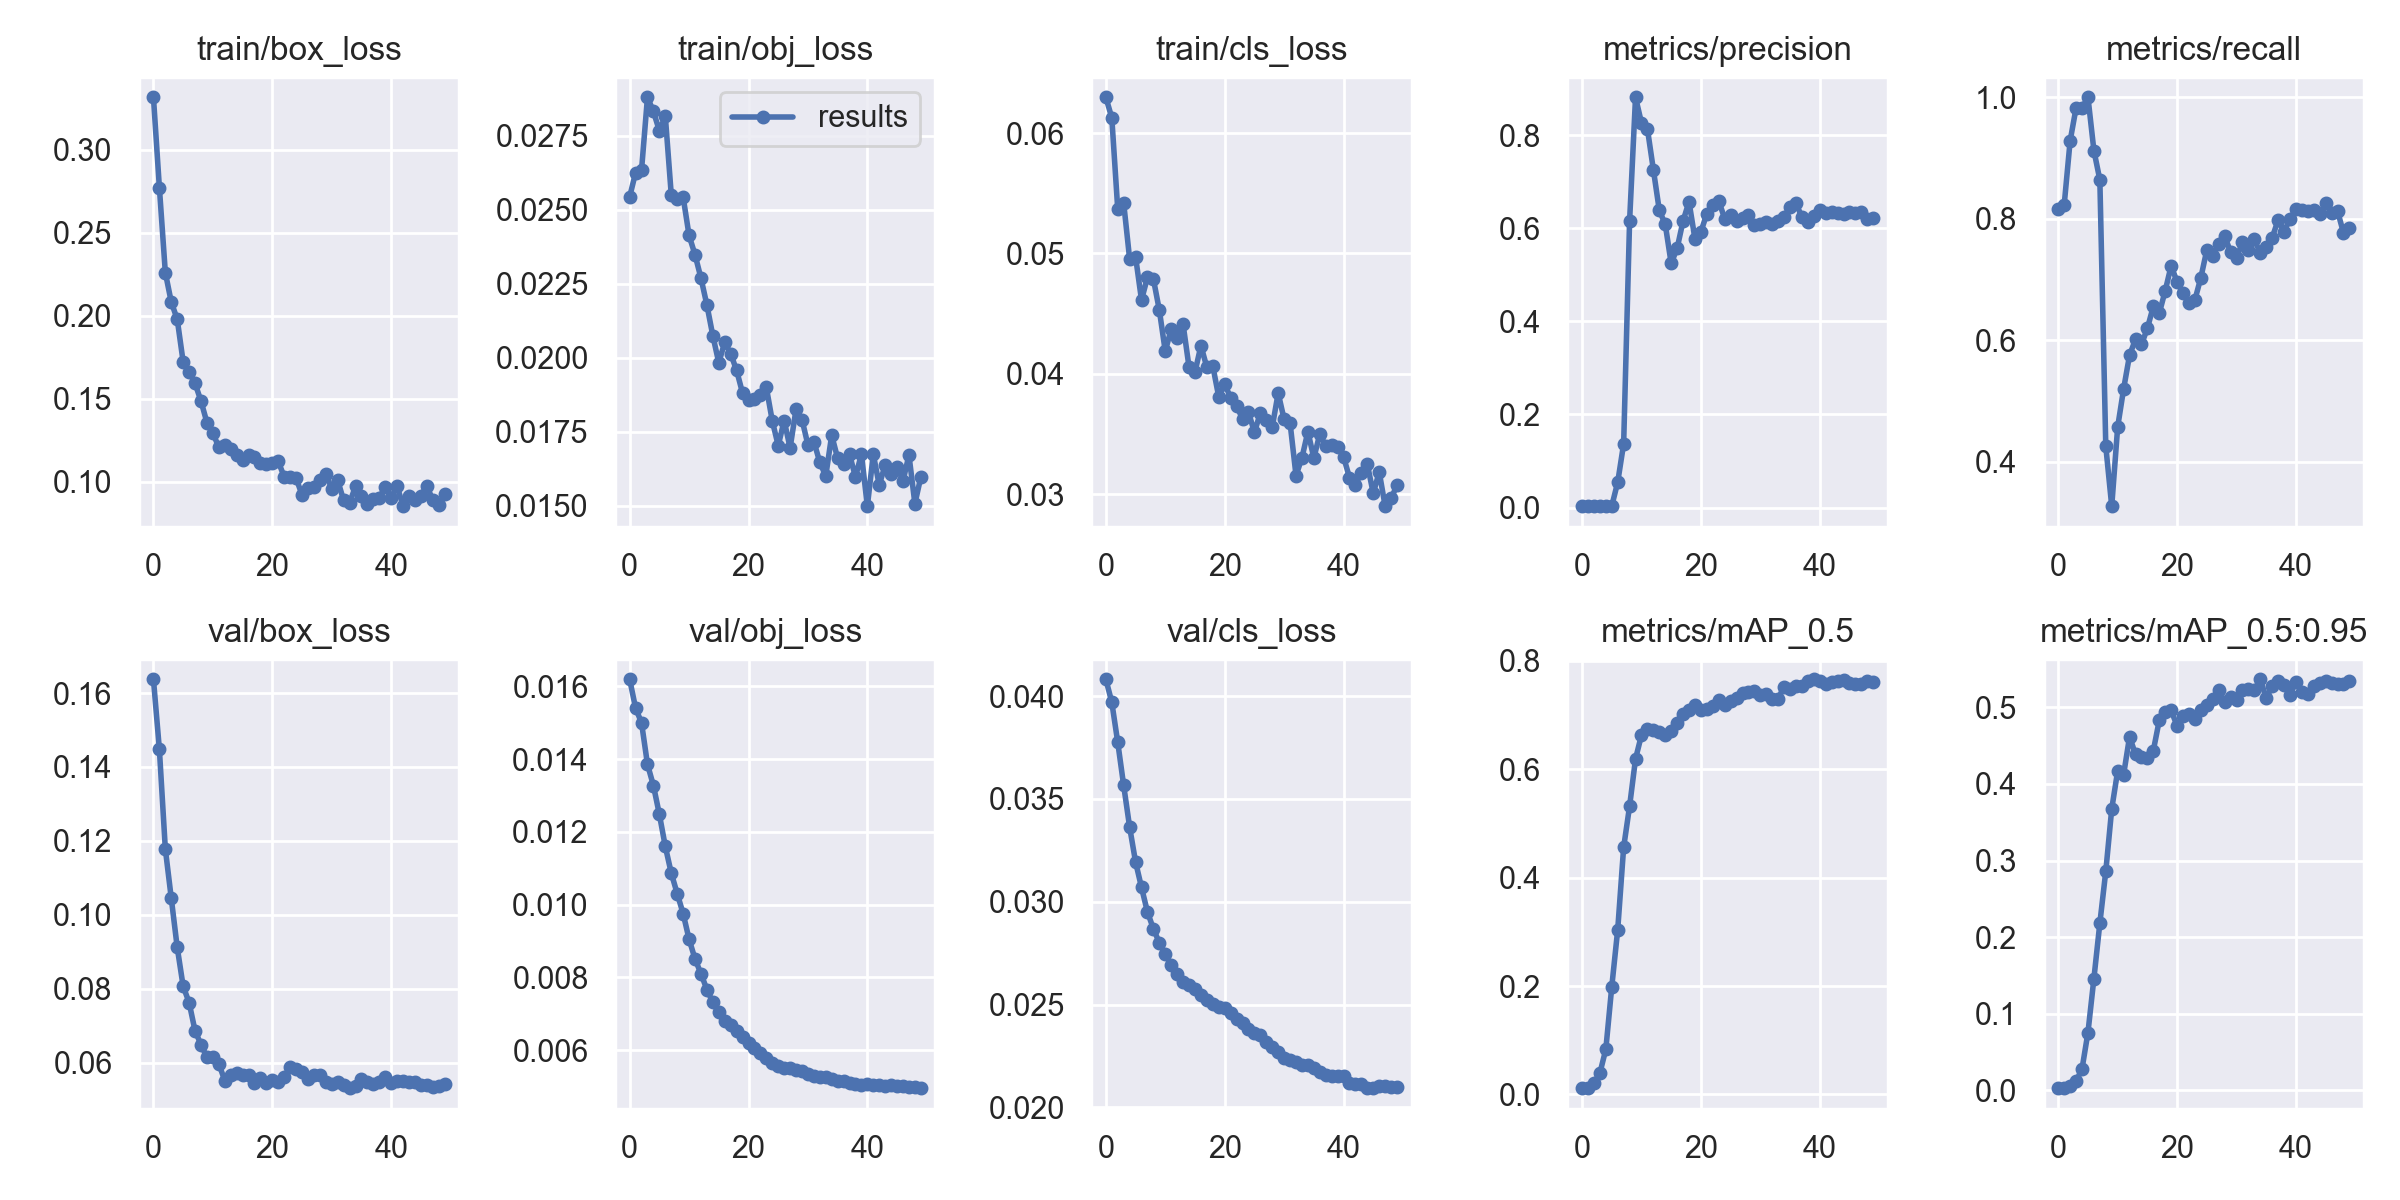 train/box_loss
0.30
0.25
0.20
0.15
0.10
0 20 40
train/obj_loss
results
0.0275
0.0250
0.0225
0.0200
0.0175
0.0150
0 20 40
train/cls_loss
0.06
0.05
0.04
0.03
0 20 40
metrics/precision
0.8
0.6
0.4
0.2
0.0
0 20 40
metrics/recall
1.0
0.8
0.6
0.4
0 20 40
val/box_loss
0.16
0.14
0.12
0.10
0.08
0.06
0 20 40
val/obj_loss
0.016
0.014
0.012
0.010
0.008
0.006
0 20 40
val/cls_loss
0.040
0.035
0.030
0.025
0.020
0 20 40
metrics/mAP_0.5
0.8
0.6
0.4
0.2
0.0
0 20 40
metrics/mAP_0.5:0.95
0.5
0.4
0.3
0.2
0.1
0.0
0 20 40